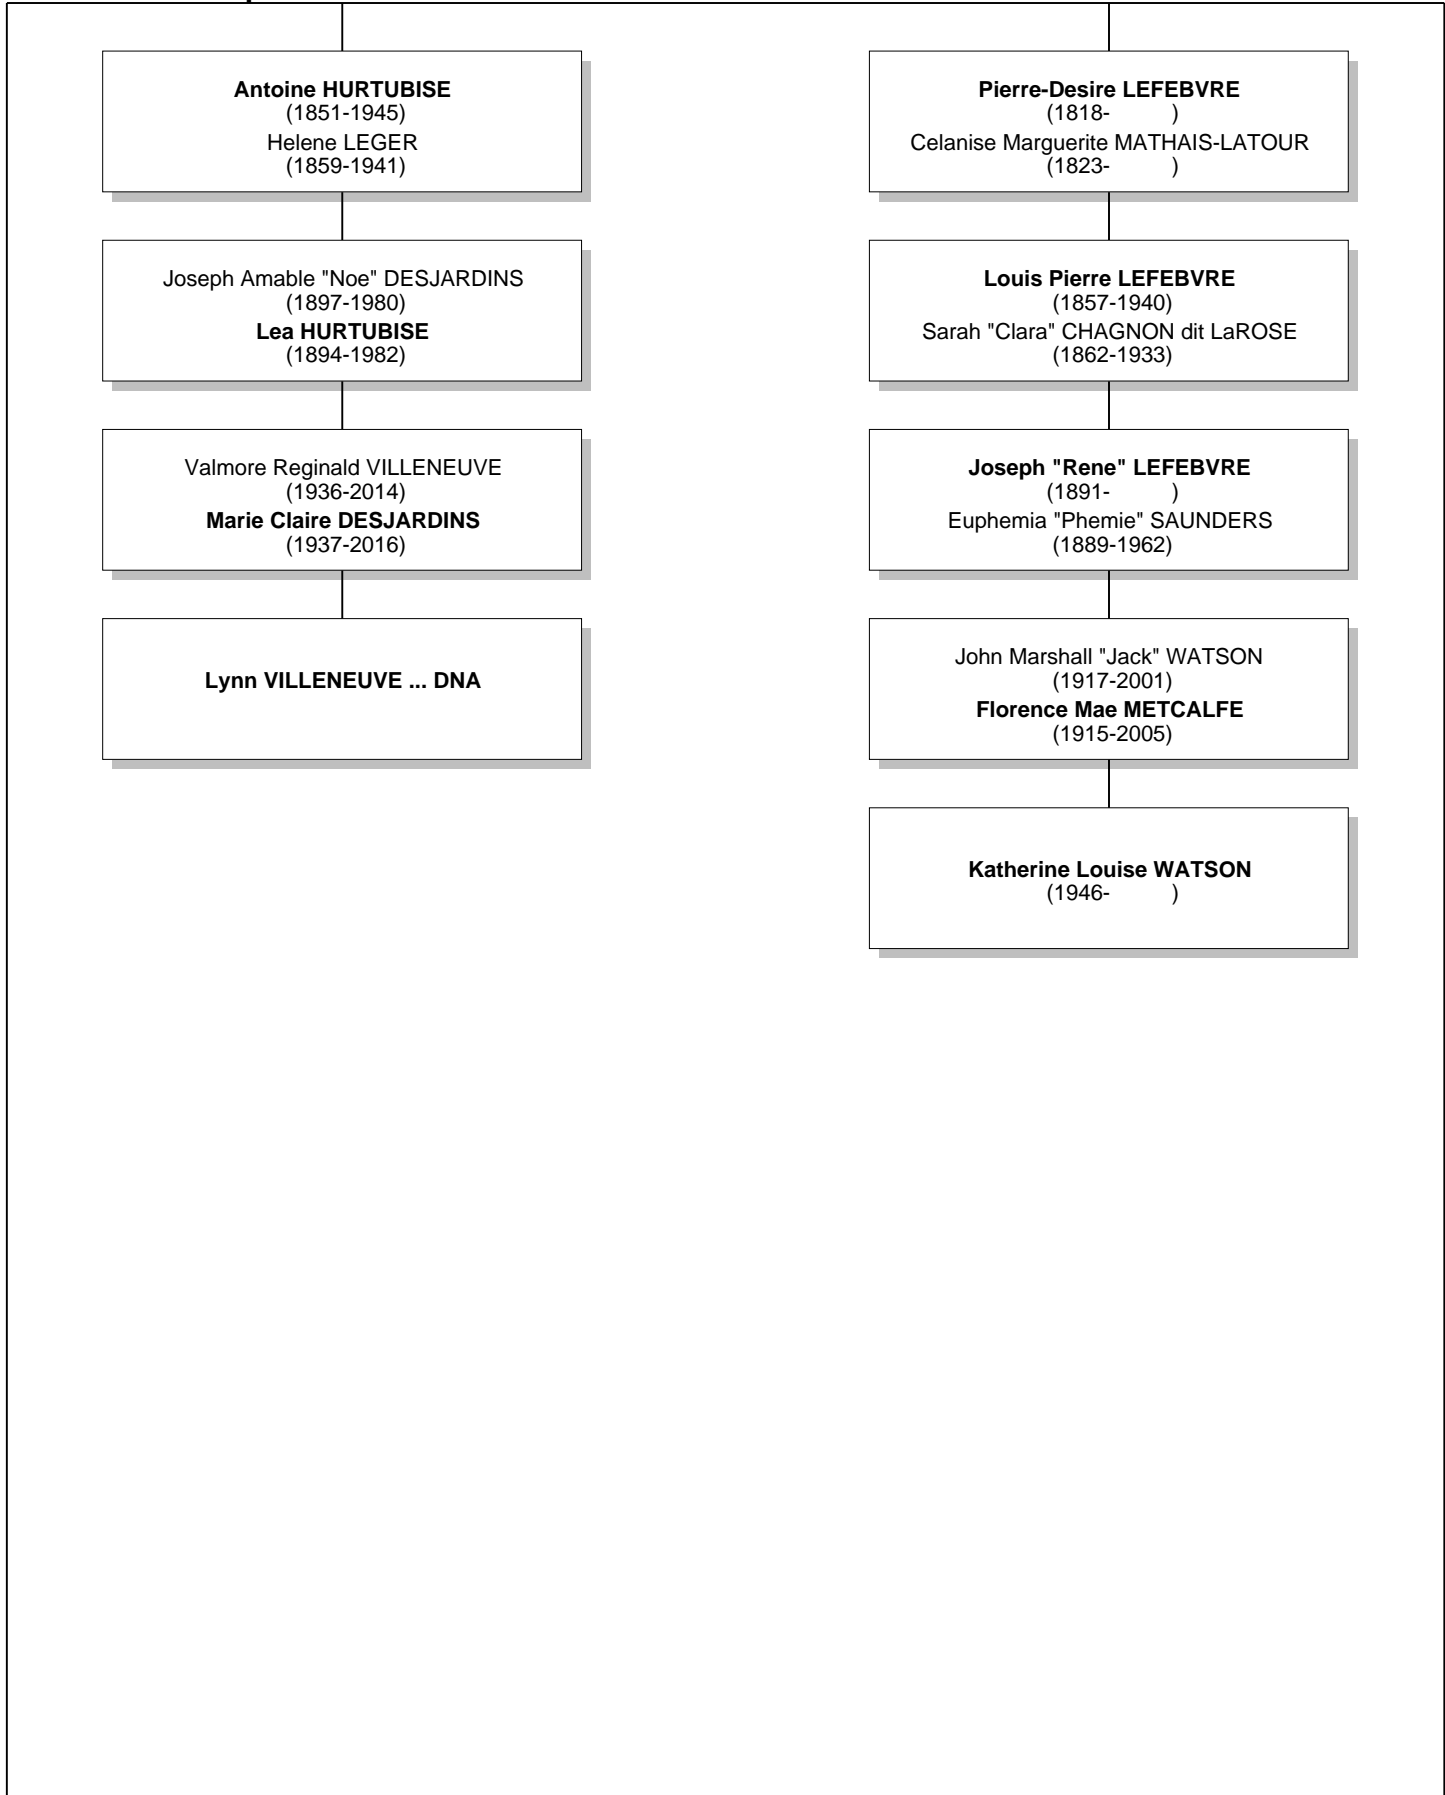 Antoine HURTUBISE
(1851-1945)
Helene LEGER
(1859-1941)
Joseph Amable "Noe" DESJARDINS
(1897-1980)
Lea HURTUBISE
(1894-1982)
Valmore Reginald VILLENEUVE
(1936-2014)
Marie Claire DESJARDINS
(1937-2016)
Lynn VILLENEUVE ... DNA
Pierre-Desire LEFEBVRE
(1818- )
Celanise Marguerite MATHAIS-LATOUR
(1823- )
Louis Pierre LEFEBVRE
(1857-1940)
Sarah "Clara" CHAGNON dit LaROSE
(1862-1933)
Joseph "Rene" LEFEBVRE
(1891- )
Euphemia "Phemie" SAUNDERS
(1889-1962)
John Marshall "Jack" WATSON
(1917-2001)
Florence Mae METCALFE
(1915-2005)
Katherine Louise WATSON
(1946- )